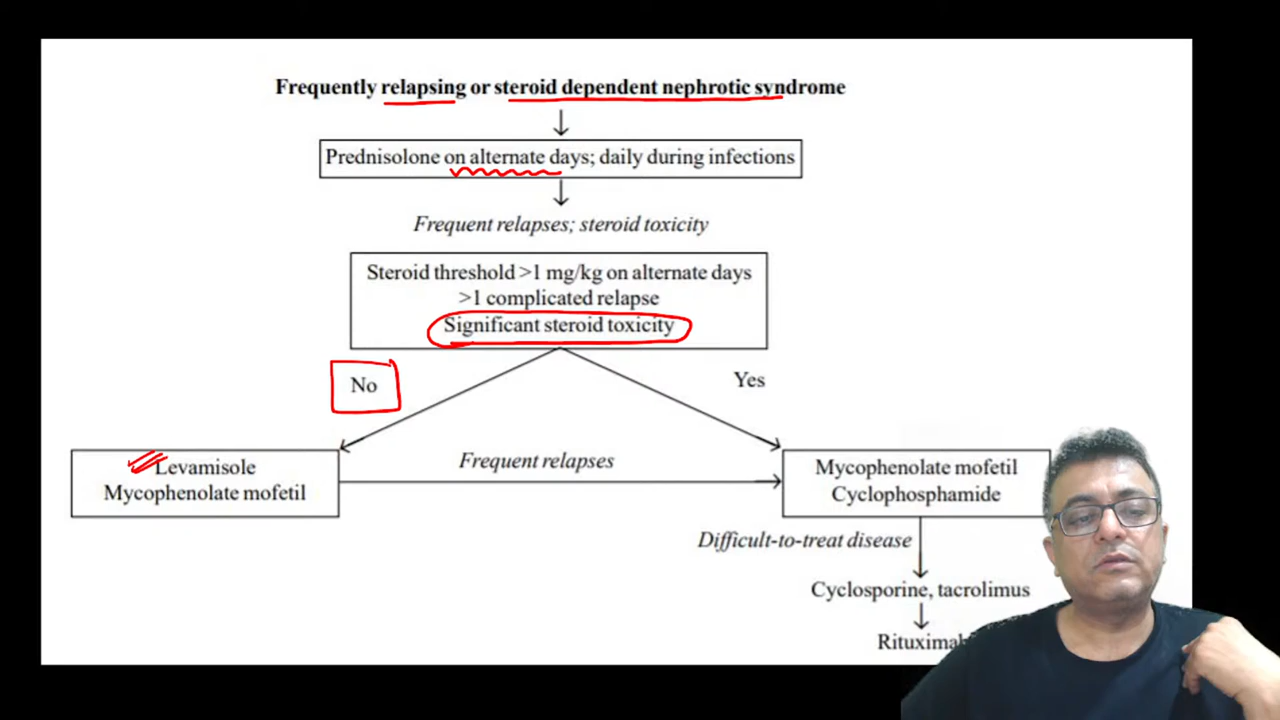 Frequently relapsing or steroid dependent nephrotic syndrome
Prednisolone on alternate days; daily during infections
Frequent relapses; steroid toxicity
Steroid threshold >1 mg/kg on alternate days
>1 complicated relapse
Significant steroid toxicity
No
Yes
Levamisole
Mycophenolate mofetil
Frequent relapses
Mycophenolate mofetil
Cyclophosphamide
Difficult-to-treat disease
Cyclosporine, tacrolimus